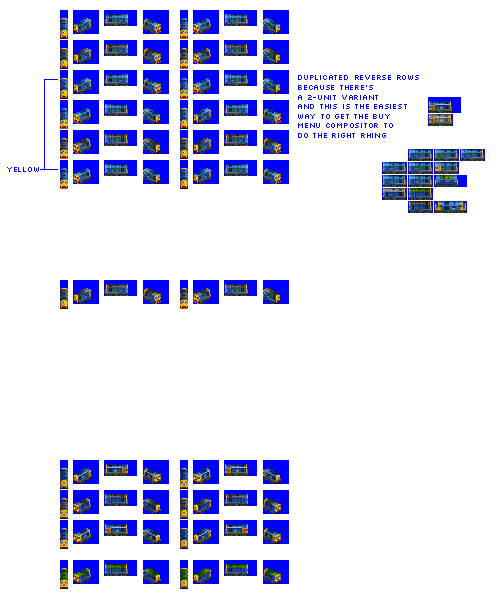 DUPLICATED REVERSE ROWS
BECAUSE THERE'S
A 2-UNIT VARIANT
AND THIS IS THE EASIEST
WAY TO GET THE BUY
MENU COMPOSITOR TO
DO THE RIGHT RHING
YELLOW